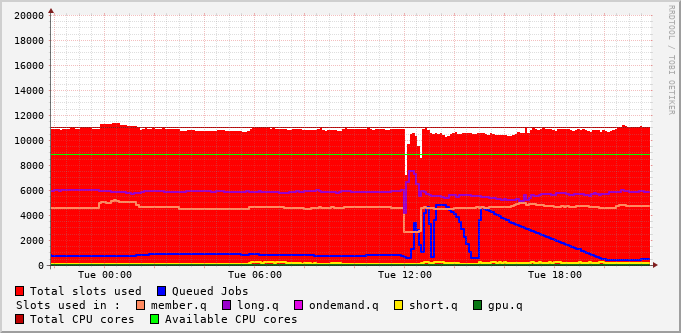 RRDTOOL / TOBI OETIKER
20000
18000
16000
14000
12000
10000
8000
6000
4000
2000
0
Tue 00:00 Tue 06:00 Tue 12:00 Tue 18:00
Total slots used Queued Jobs
Slots used in : member.q long.q ondemand.q short.q gpu.q
Total CPU cores Available CPU cores